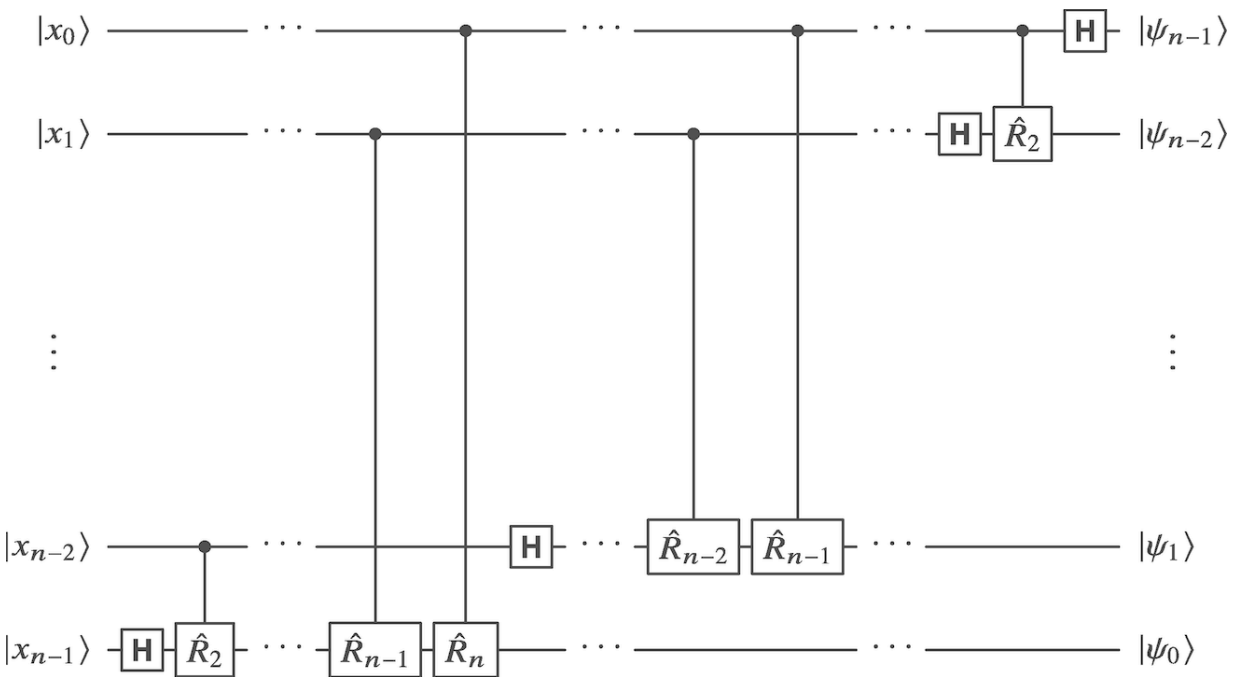 |x₀⟩ ··· ··· ··· H |ψₙ₋₁⟩
|x₁⟩ ··· ··· ··· H R̂₂ |ψₙ₋₂⟩
⋮ ⋮
|xₙ₋₂⟩ ··· H ··· R̂ₙ₋₂ R̂ₙ₋₁ ··· |ψ₁⟩
|xₙ₋₁⟩ H R̂₂ ··· R̂ₙ₋₁ R̂ₙ ··· ··· |ψ₀⟩